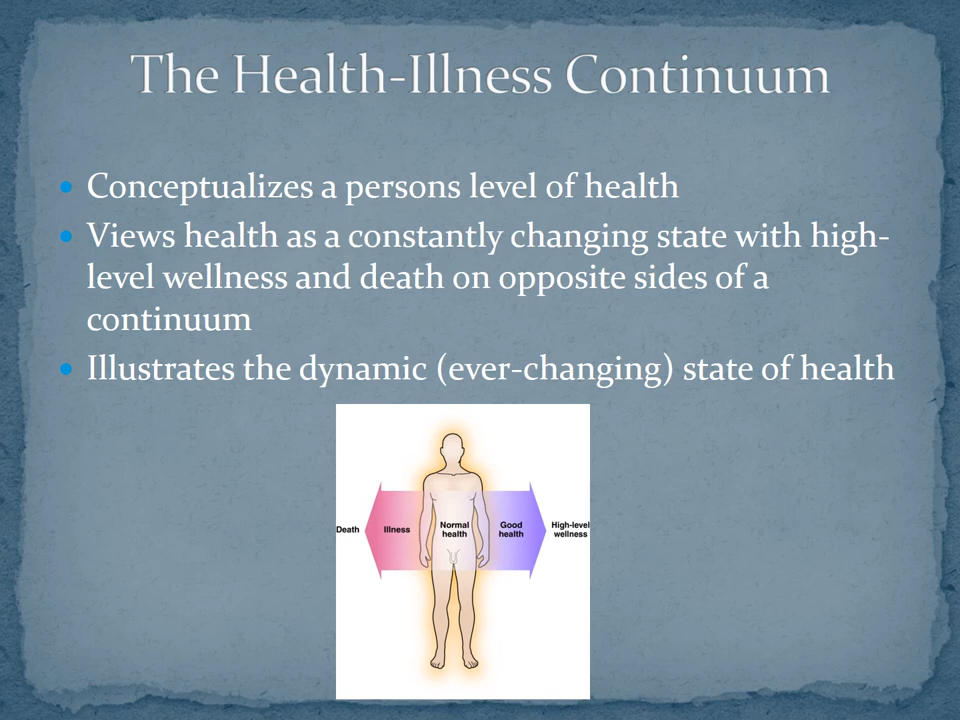 The Health-Illness Continuum
Conceptualizes a persons level of health
Views health as a constantly changing state with high-
level wellness and death on opposite sides of a
continuum
Illustrates the dynamic (ever-changing) state of health
Death
Illness
Normal
health
Good
health
High-level
wellness